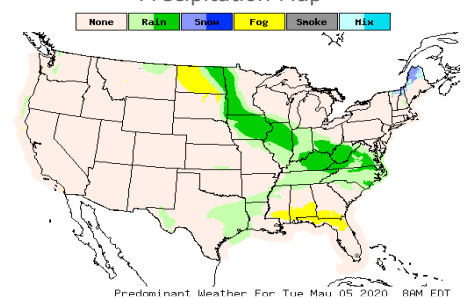 Precipitation Map
None Rain Snow Fog Smoke Mix
Predominant Weather For Tue May 05 2020 8AM EDT